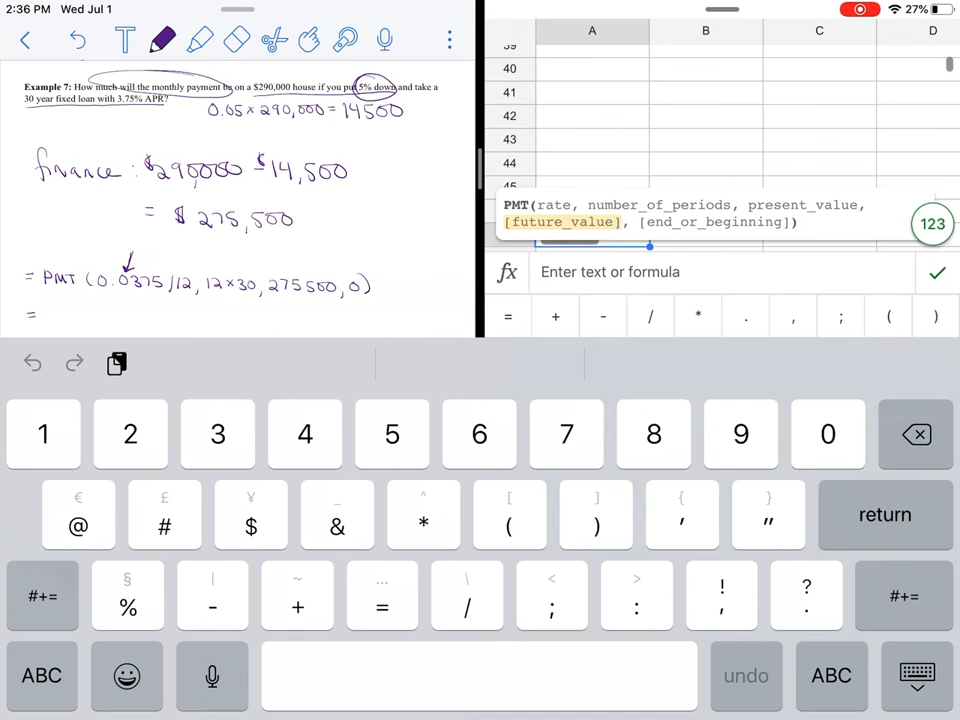 2:36 PM Wed Jul 1
27%
Example 7: How much will the monthly payment be on a $290,000 house if you put 5% down and take a
30 year fixed loan with 3.75% APR?
0.05 × 290,000 = 14500
finance : $290,000 - $14,500
= $ 275,500
= PMT (0.0375/12, 12×30, 275500, 0)
=
A B C D
39
40
41
42
43
44
45
PMT(rate, number_of_periods, present_value,
[future_value], [end_or_beginning])
123
fx Enter text or formula
= + - / * . , ; ( )
1 2 3 4 5 6 7 8 9 0
€ £ ¥ _ ^ [ ] { }
@ # $ & * ( ) ' " return
§ | ~ … \ < > ! ?
#+= % - + = / ; : , . #+=
ABC undo ABC